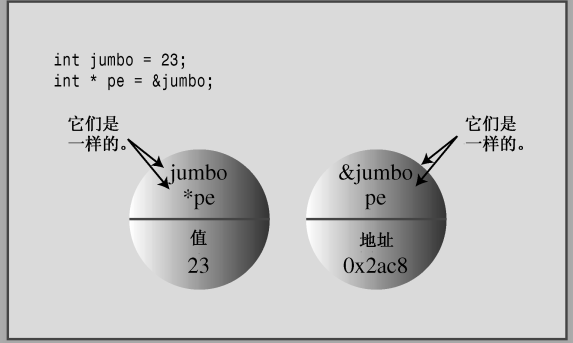 int jumbo = 23;
int * pe = &jumbo;
它们是
一样的。
它们是
一样的。
jumbo
*pe
值
23
&jumbo
pe
地址
0x2ac8